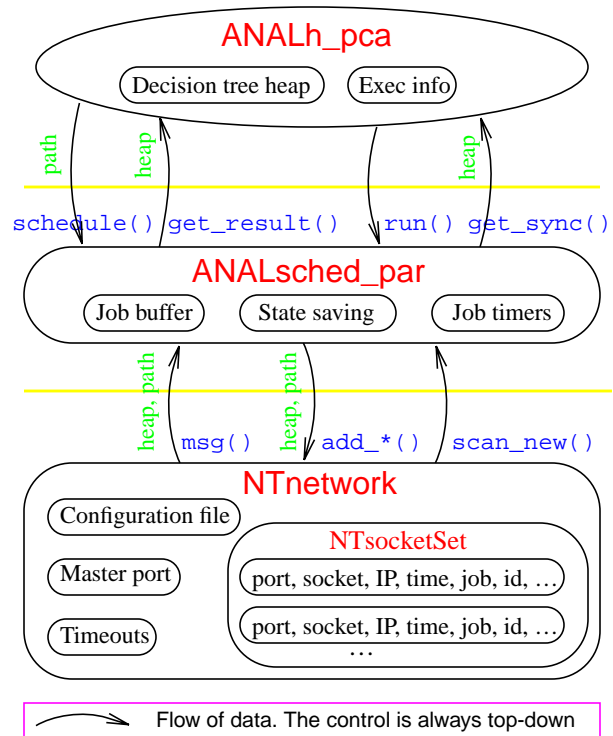 ANALh_pca
Decision tree heap
Exec info
path
heap
heap
schedule()
get_result()
run()
get_sync()
ANALsched_par
Job buffer
State saving
Job timers
heap, path
heap, path
msg()
add_*()
scan_new()
NTnetwork
Configuration file
NTsocketSet
Master port
port, socket, IP, time, job, id, …
Timeouts
port, socket, IP, time, job, id, …
…
Flow of data. The control is always top-down